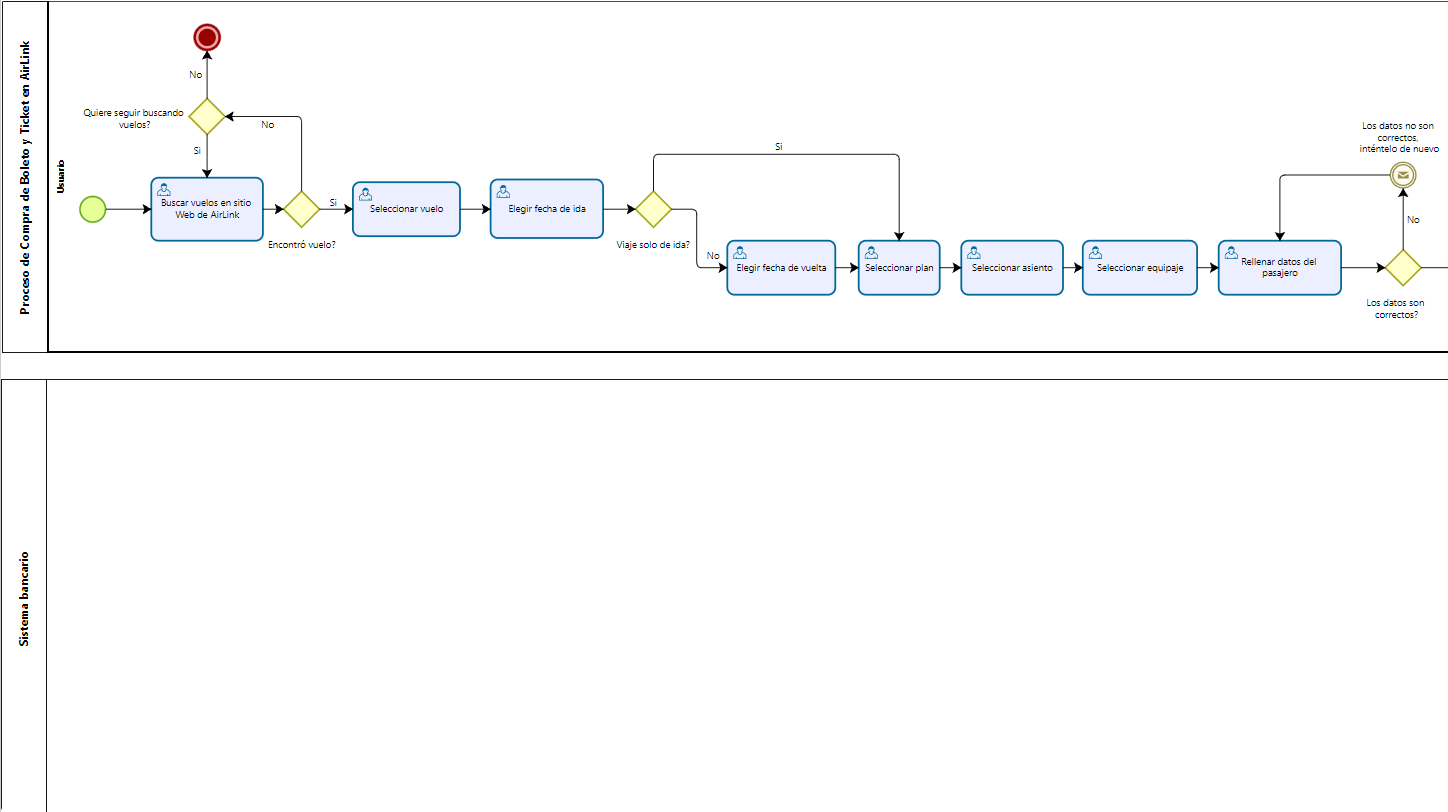 Proceso de Compra de Boleto y Ticket en AirLink
Usuario
No
Quiere seguir buscando
vuelos?
No
Si
Buscar vuelos en sitio
Web de AirLink
Encontró vuelo?
Si
Seleccionar vuelo
Elegir fecha de ida
Viaje solo de ida?
Si
No
Elegir fecha de vuelta
Seleccionar plan
Seleccionar asiento
Seleccionar equipaje
Rellenar datos del
pasajero
Los datos no son
correctos,
inténtelo de nuevo
No
Los datos son
correctos?
Sistema bancario